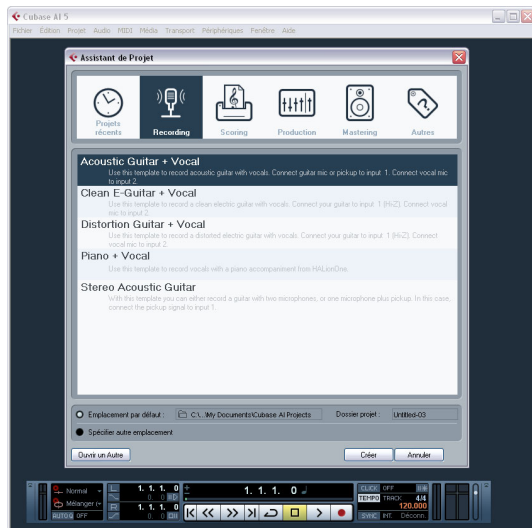 Cubase AI 5
Fichier Edition Projet Audio MIDI Média Transport Périphériques Fenêtre Aide
Assistant de Projet
Projets
récents
Recording
Scoring
Production
Mastering
Autres
Acoustic Guitar + Vocal
Use this template to record acoustic guitar with vocals. Connect guitar mic or pickup to input 1. Connect vocal mic
to input 2.
Clean E-Guitar + Vocal
Use this template to record a clean electric guitar with vocals. Connect your guitar to input 1 (Hi-Z). Connect vocal
mic to input 2.
Distortion Guitar + Vocal
Use this template to record a distorted electric guitar with vocals. Connect your guitar to input 1 (Hi-Z). Connect
vocal mic to input 2.
Piano + Vocal
Use this template to record vocals with a piano accompaniment from HALionOne.
Stereo Acoustic Guitar
With this template you can either record a guitar with two microphones, or one microphone plus pickup. In this case,
connect the pickup signal to input 1.
Emplacement par défaut : C:\...\My Documents\Cubase AI Projects Dossier projet : Untitled-03
Spécifier autre emplacement
Ouvrir un Autre Créer Annuler
Normal L 1. 1. 1. 0 1. 1. 1. 0 CLICK OFF
0. 0 TEMPO TRACK 4/4
Mélanger R 1. 1. 1. 0 120.000
AUTO Q OFF 0. 0 SYNC INT. Déconn.